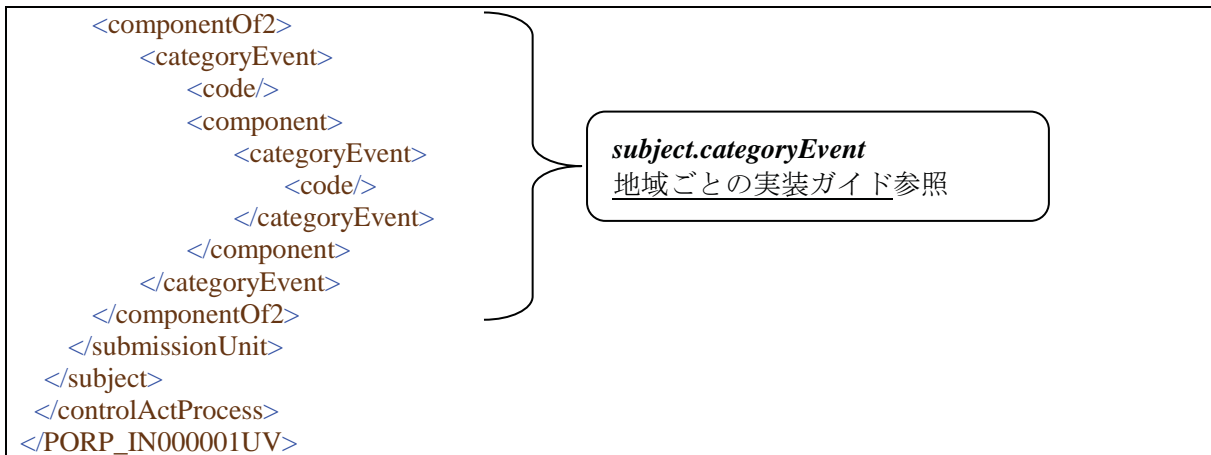 <componentOf2>
<categoryEvent>
<code/>
<component>
<categoryEvent>
<code/>
</categoryEvent>
</component>
</categoryEvent>
</componentOf2>
</submissionUnit>
</subject>
</controlActProcess>
</PORP_IN000001UV>
subject.categoryEvent
地域ごとの実装ガイド参照